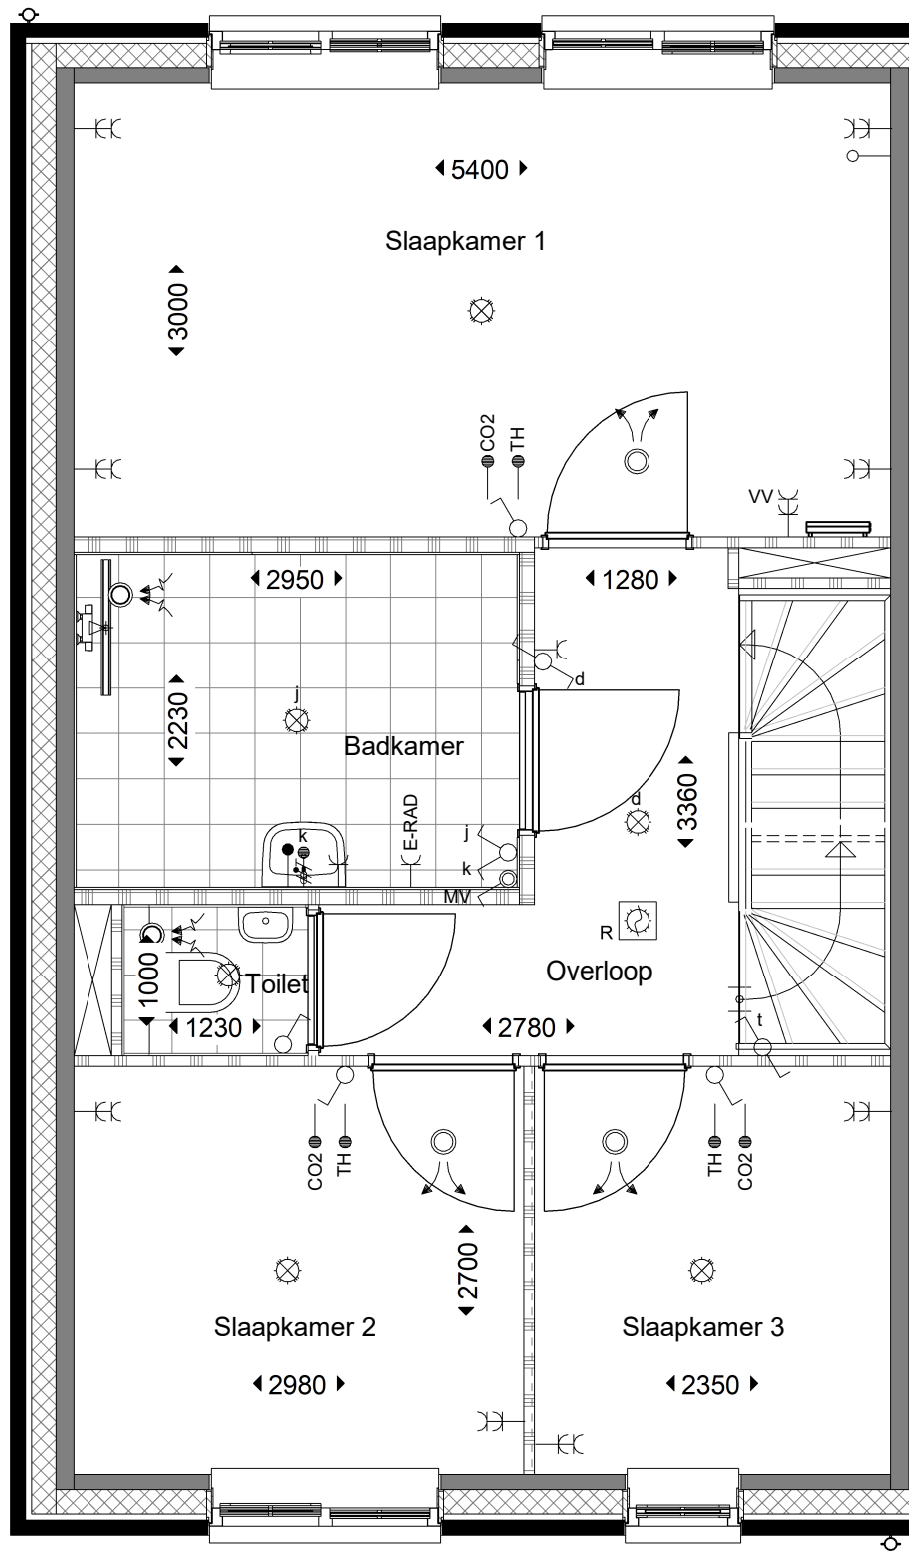 5400
Slaapkamer 1
3000
CO2
TH
VV
2950
1280
d
j
2230
Badkamer
3360
d
E-RAD
k
j
k
MV
R
Overloop
1000
Toilet
1230
2780
t
CO2
TH
TH
CO2
2700
Slaapkamer 2
Slaapkamer 3
2980
2350